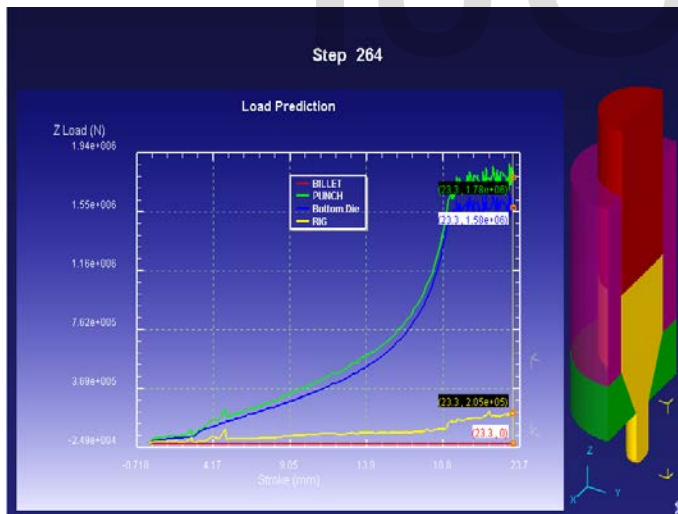 Step 264
Load Prediction
Z Load (N)
1.94e+006
1.55e+006
1.16e+006
7.62e+005
3.69e+005
-2.49e+004
BILLET
PUNCH
Bottom Die
RIG
(23.3, 1.78e+06)
(23.3, 1.58e+06)
(23.3, 2.05e+05)
(23.3, 0)
-0.718 4.17 9.05 13.9 18.8 23.7
Stroke (mm)
Z
X Y